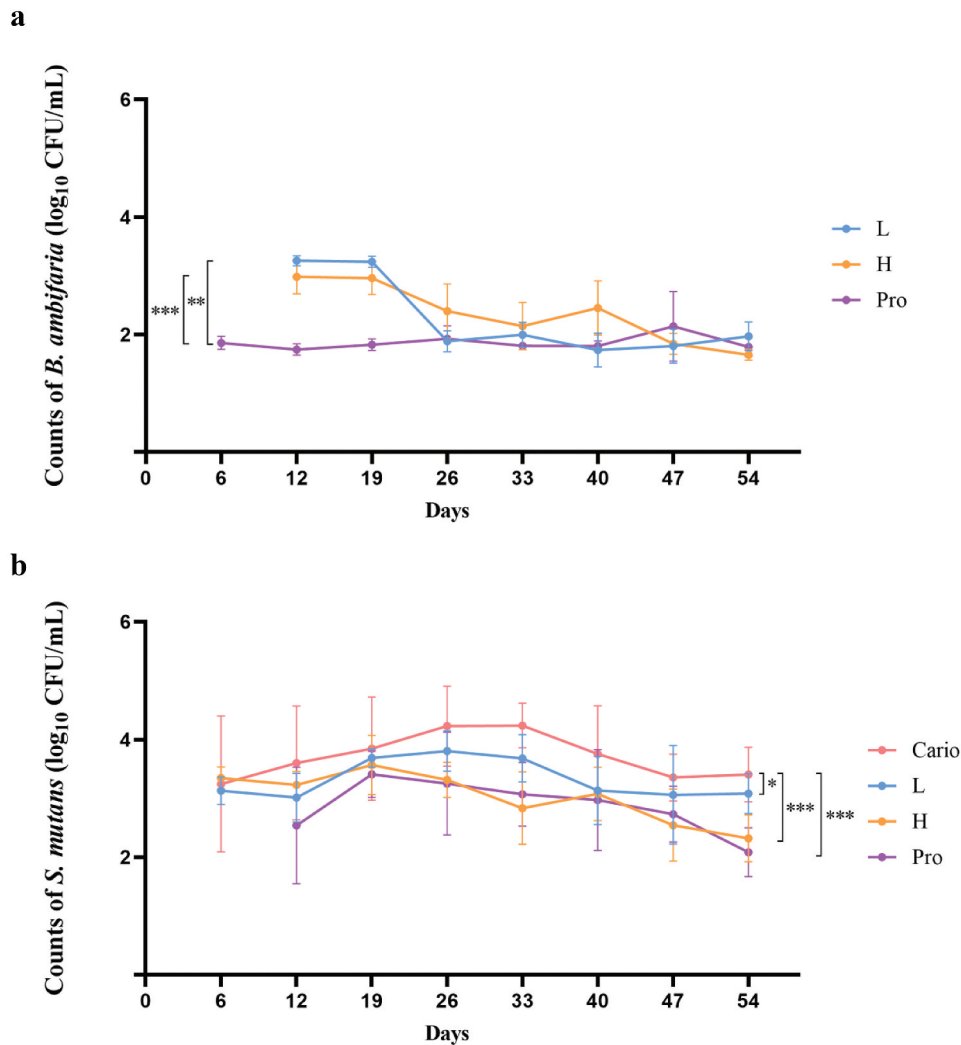 a
Counts of B. ambifaria (log10 CFU/mL)
6
4
2
*** **
L
H
Pro
0 6 12 19 26 33 40 47 54
Days
b
Counts of S. mutans (log10 CFU/mL)
6
4
2
* *** ***
Cario
L
H
Pro
0 6 12 19 26 33 40 47 54
Days